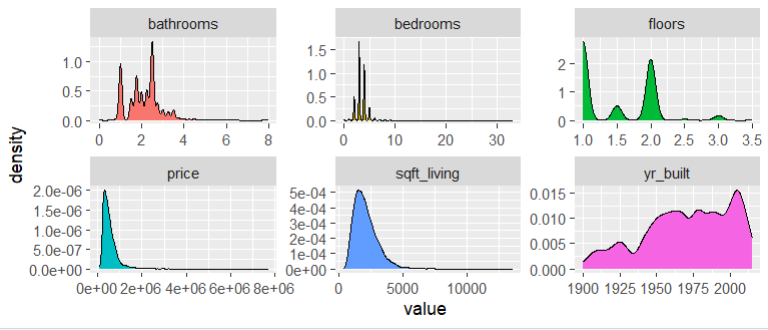 bathrooms bedrooms floors
1.0 0.5 0.0
0 2 4 6 8
1.5 1.0 0.5 0.0
0 10 20 30
2 1 0
1.0 1.5 2.0 2.5 3.0 3.5
density
price sqft_living yr_built
2.0e-06 1.5e-06 1.0e-06 5.0e-07 0.0e+00
0e+00 2e+06 4e+06 6e+06 8e+06
5e-04 4e-04 3e-04 2e-04 1e-04 0e+00
0 5000 10000
0.015 0.010 0.005 0.000
1900 1925 1950 1975 2000
value